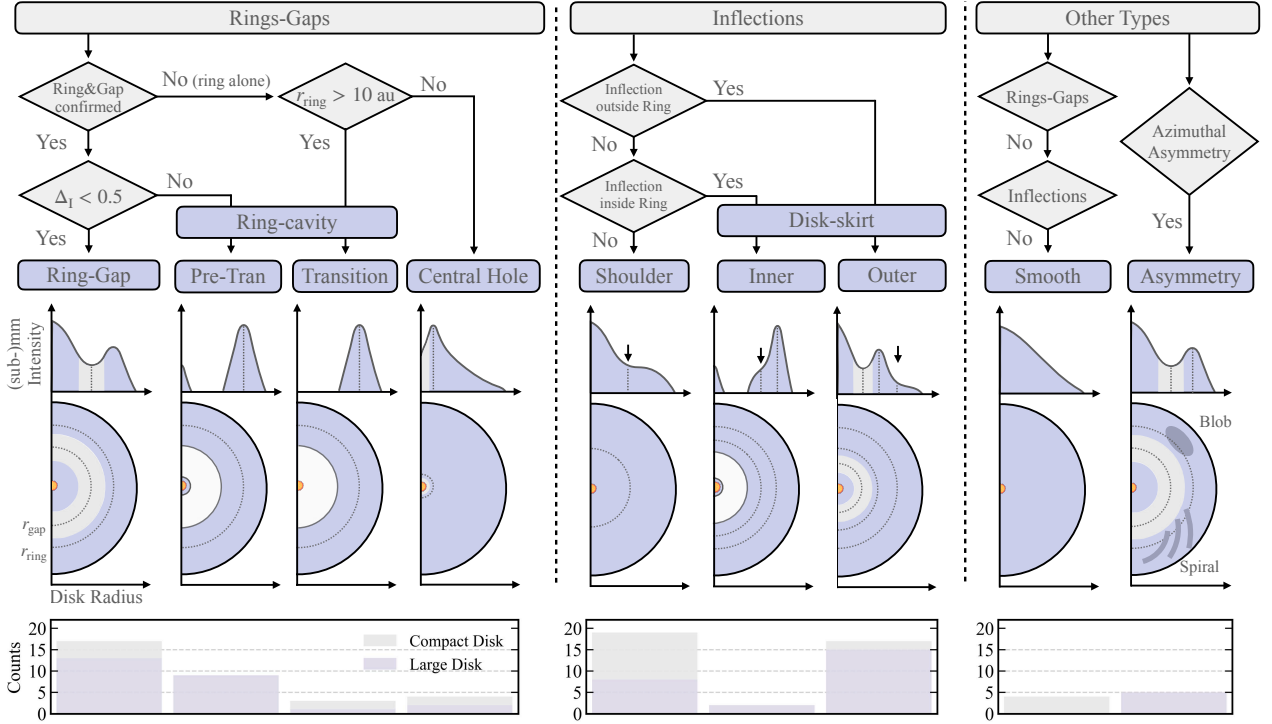 Rings-Gaps
Ring&Gap
confirmed
No (ring alone)
r_ring > 10 au
No
Yes
Yes
Δ_I < 0.5
No
Yes
Ring-cavity
Ring-Gap
Pre-Tran
Transition
Central Hole
(sub-)mm
Intensity
r_gap
r_ring
Disk Radius
Inflections
Inflection
outside Ring
Yes
No
Inflection
inside Ring
Yes
No
Disk-skirt
Shoulder
Inner
Outer
Other Types
Rings-Gaps
No
Inflections
No
Azimuthal
Asymmetry
Yes
Smooth
Asymmetry
Blob
Spiral
Counts
20
15
10
5
0
Compact Disk
Large Disk
20
15
10
5
0
20
15
10
5
0